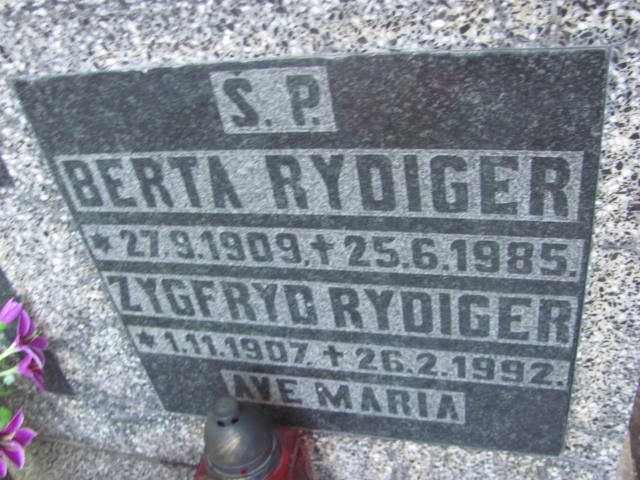 Ś. P.
BERTA RYDIGER
* 27.9.1909. + 25.6.1985.
ZYGFRYD RYDIGER
* 1.11.1907. + 26.2.1992.
AVE MARIA